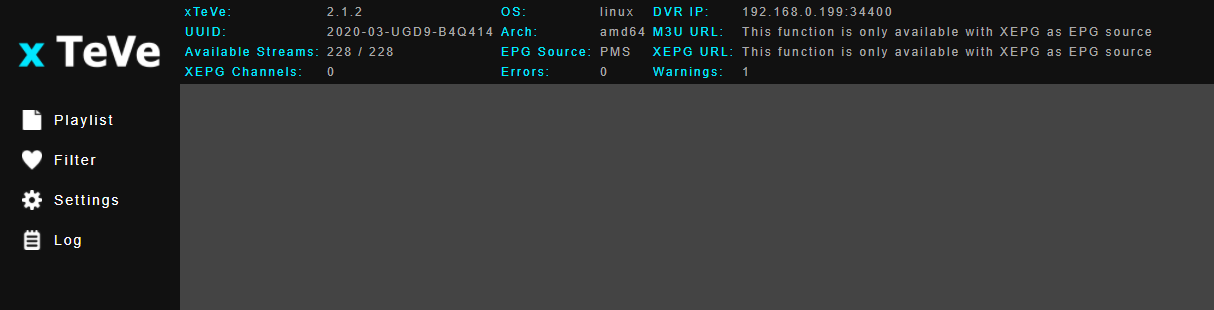 x TeVe
xTeVe: 2.1.2 OS: linux DVR IP: 192.168.0.199:34400
UUID: 2020-03-UGD9-B4Q414 Arch: amd64 M3U URL: This function is only available with XEPG as EPG source
Available Streams: 228 / 228 EPG Source: PMS XEPG URL: This function is only available with XEPG as EPG source
XEPG Channels: 0 Errors: 0 Warnings: 1
Playlist
Filter
Settings
Log